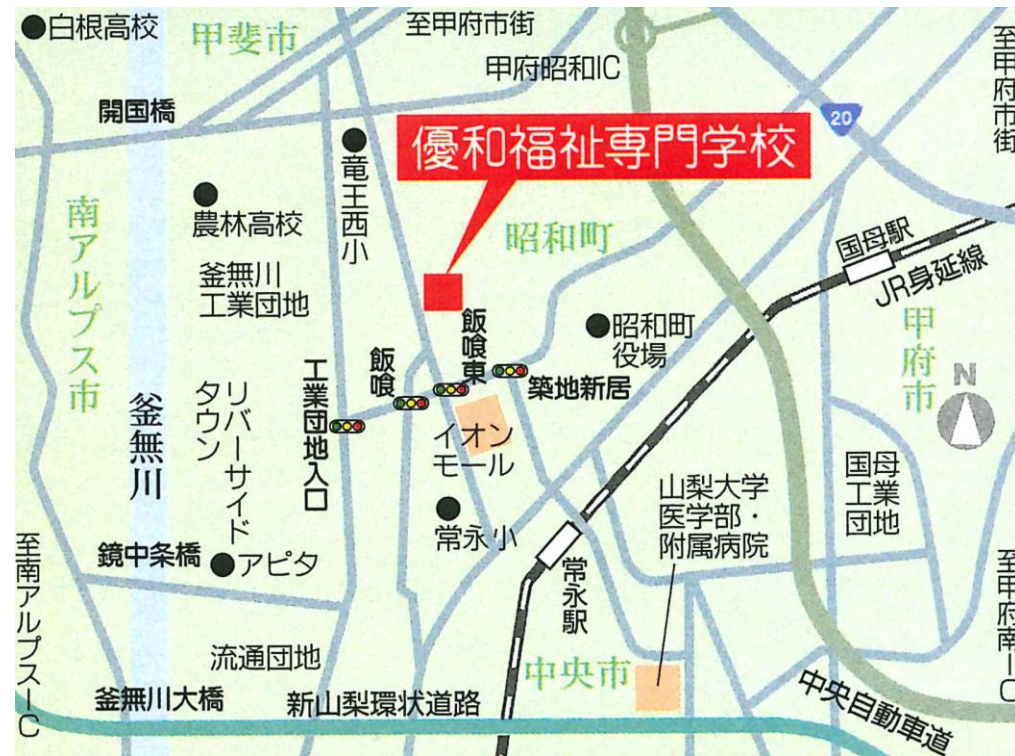 白根高校
甲斐市
至甲府市街
甲府昭和IC
至甲府市街
開国橋
20
優和福祉専門学校
竜王西小
農林高校
釜無川
工業団地
南アルプス市
昭和町
国母駅
JR身延線
甲府市
昭和町
役場
飯喰東
飯喰
工業団地入口
築地新居
N
釜無川
リバーサイド
タウン
イオン
モール
国母
工業
団地
山梨大学
医学部・
附属病院
常永小
鏡中条橋
アピタ
常永駅
至南アルプスIC
至甲府南IC
流通団地
中央市
釜無川大橋
新山梨環状道路
中央自動車道